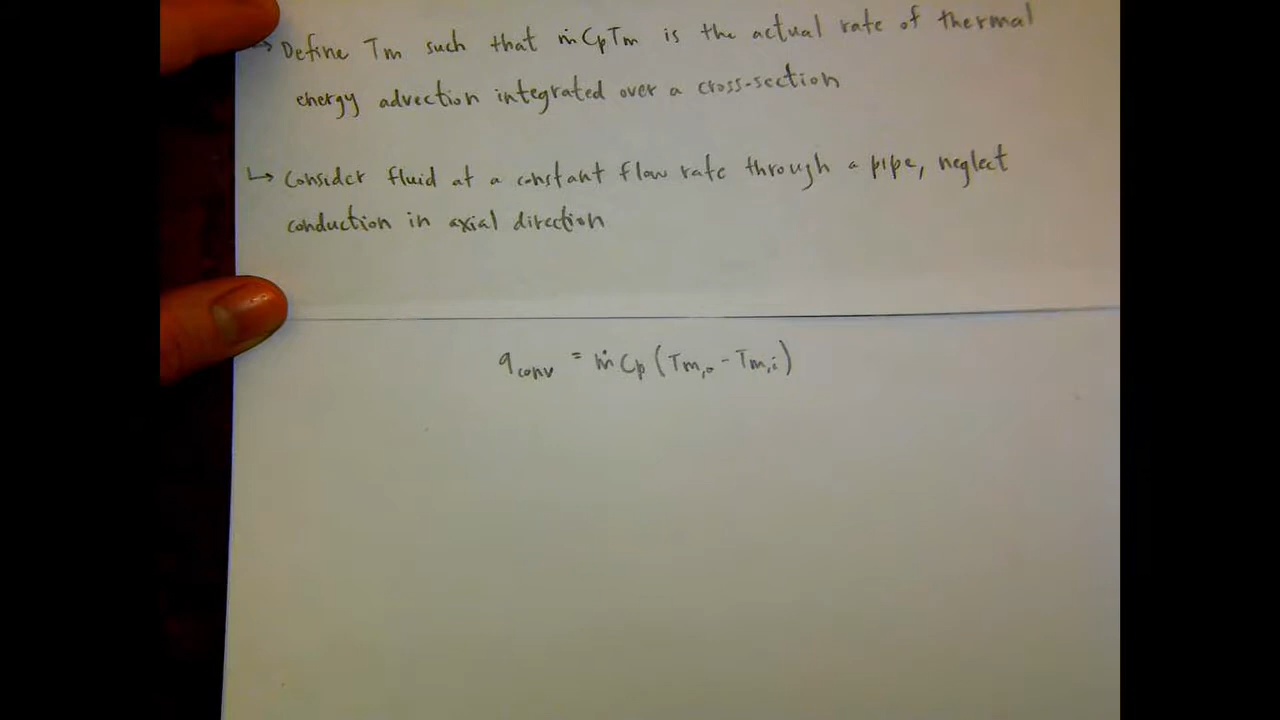 ↳ Define Tm such that ṁCpTm is the actual rate of thermal
energy advection integrated over a cross-section
↳ Consider fluid at a constant flow rate through a pipe, neglect
conduction in axial direction
qconv = ṁCp(Tm,o - Tm,i)